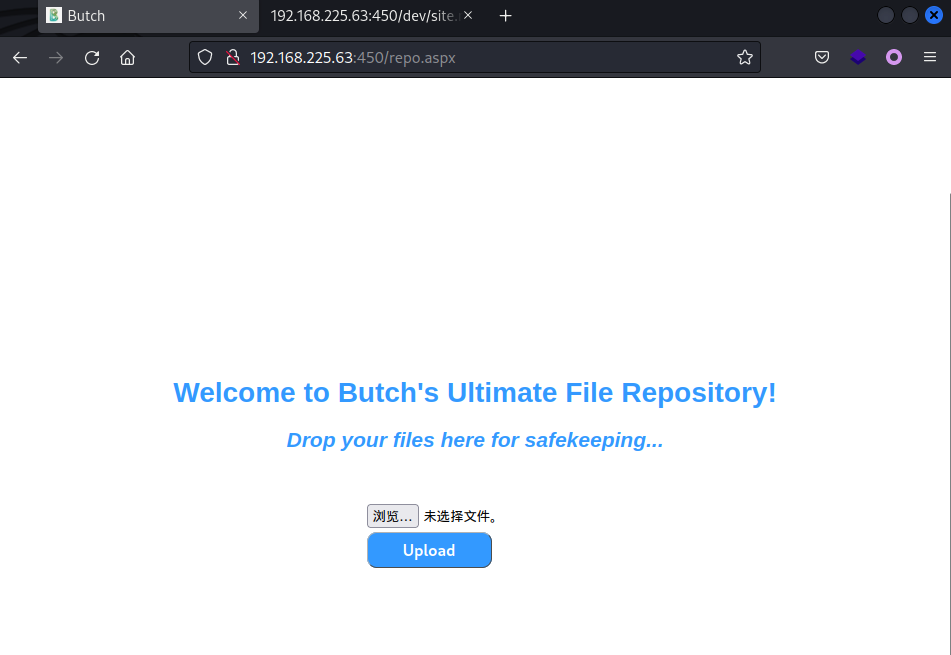 Butch
192.168.225.63:450/dev/site.
192.168.225.63:450/repo.aspx
Welcome to Butch's Ultimate File Repository!
Drop your files here for safekeeping...
浏览... 未选择文件。
Upload